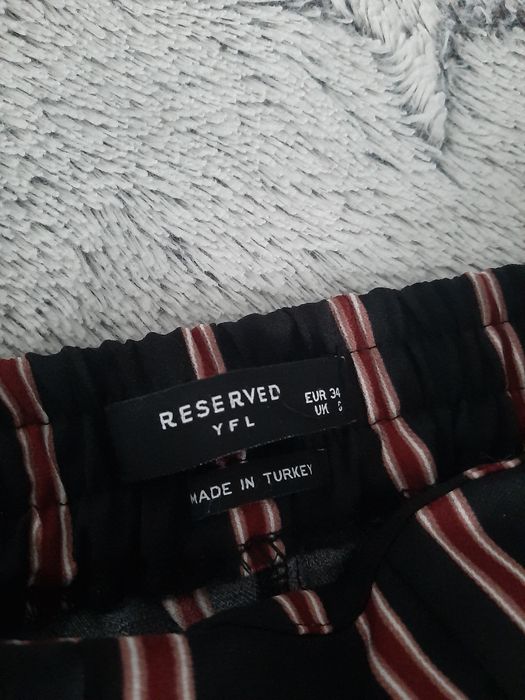 RESERVED
YFL
EUR 34
UK 6
MADE IN TURKEY